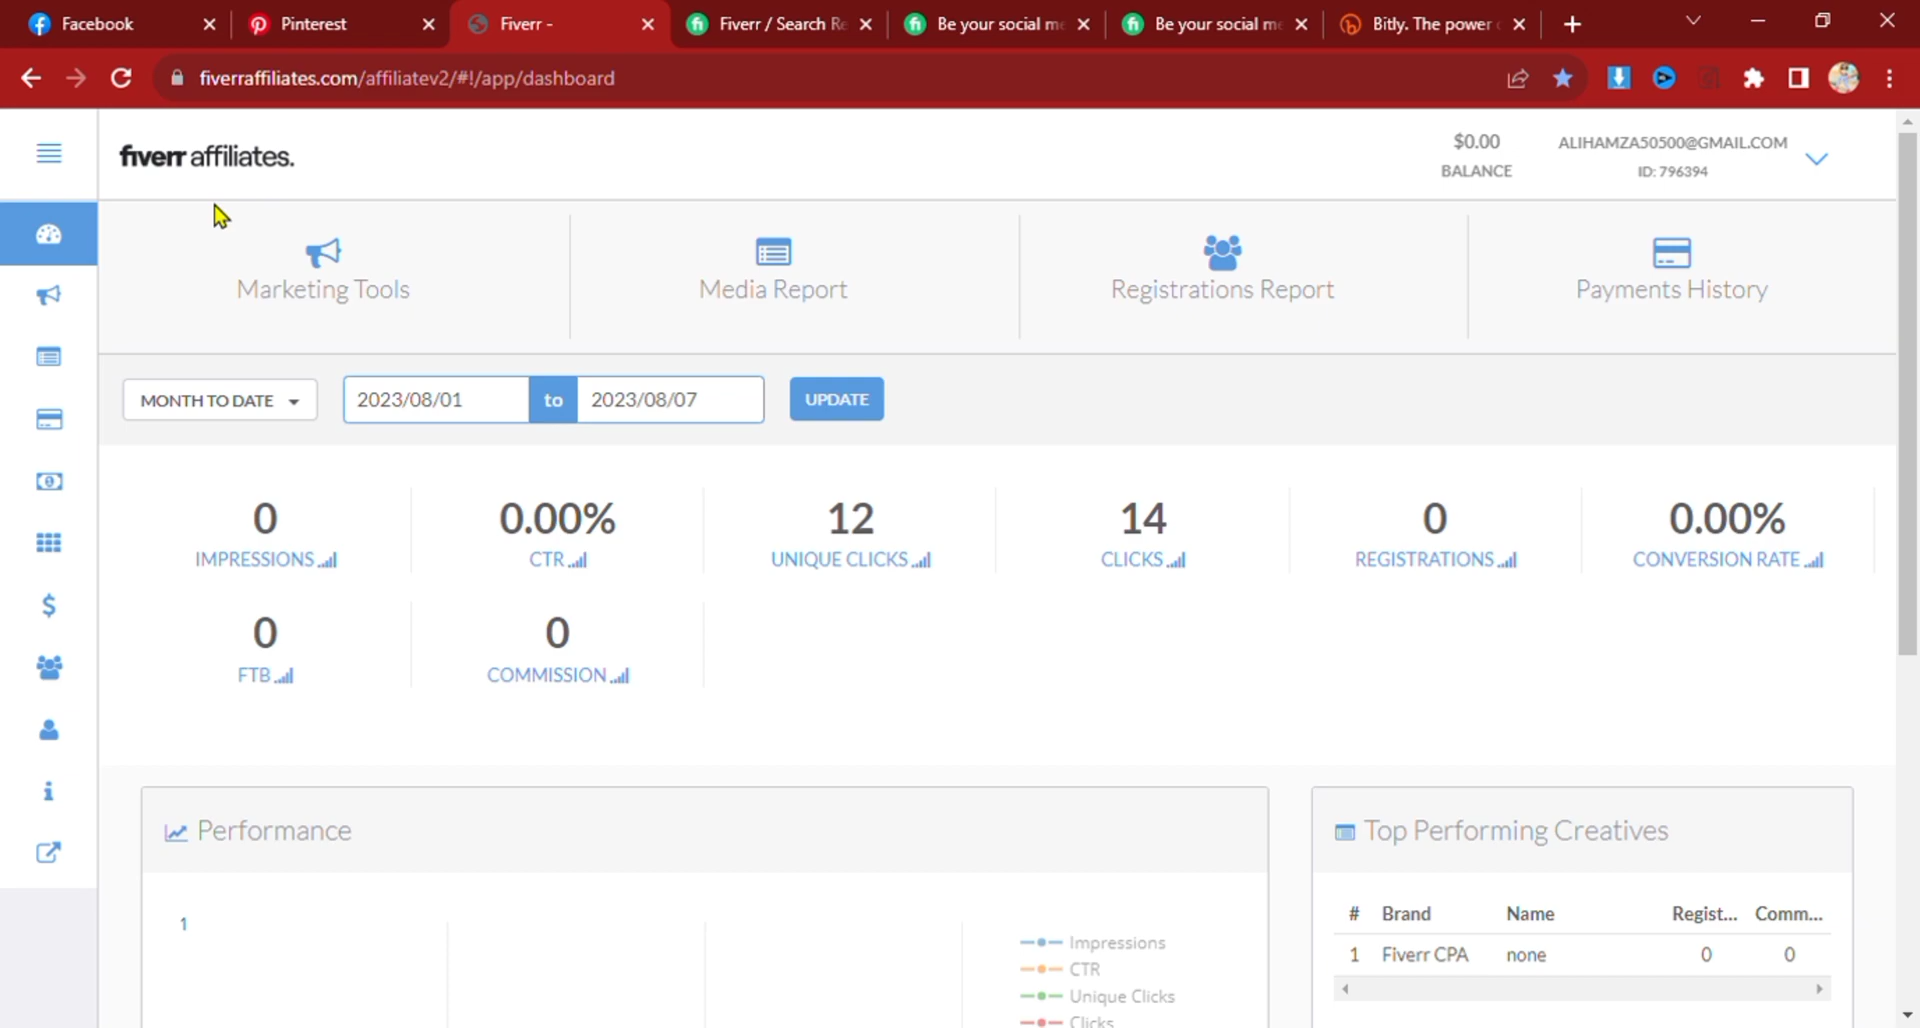 Facebook
Pinterest
Fiverr -
Fiverr / Search Re
Be your social me
Be your social me
Bitly. The power o
fiverraffiliates.com/affiliatev2/#!/app/dashboard
fiverr affiliates.
$0.00
BALANCE
ALIHAMZA50500@GMAIL.COM
ID: 796394
Marketing Tools
Media Report
Registrations Report
Payments History
MONTH TO DATE
2023/08/01 to 2023/08/07
UPDATE
0
IMPRESSIONS
0.00%
CTR
12
UNIQUE CLICKS
14
CLICKS
0
REGISTRATIONS
0.00%
CONVERSION RATE
0
FTB
0
COMMISSION
Performance
1
Impressions
CTR
Unique Clicks
Clicks
Top Performing Creatives
# Brand Name Regist... Comm...
1 Fiverr CPA none 0 0